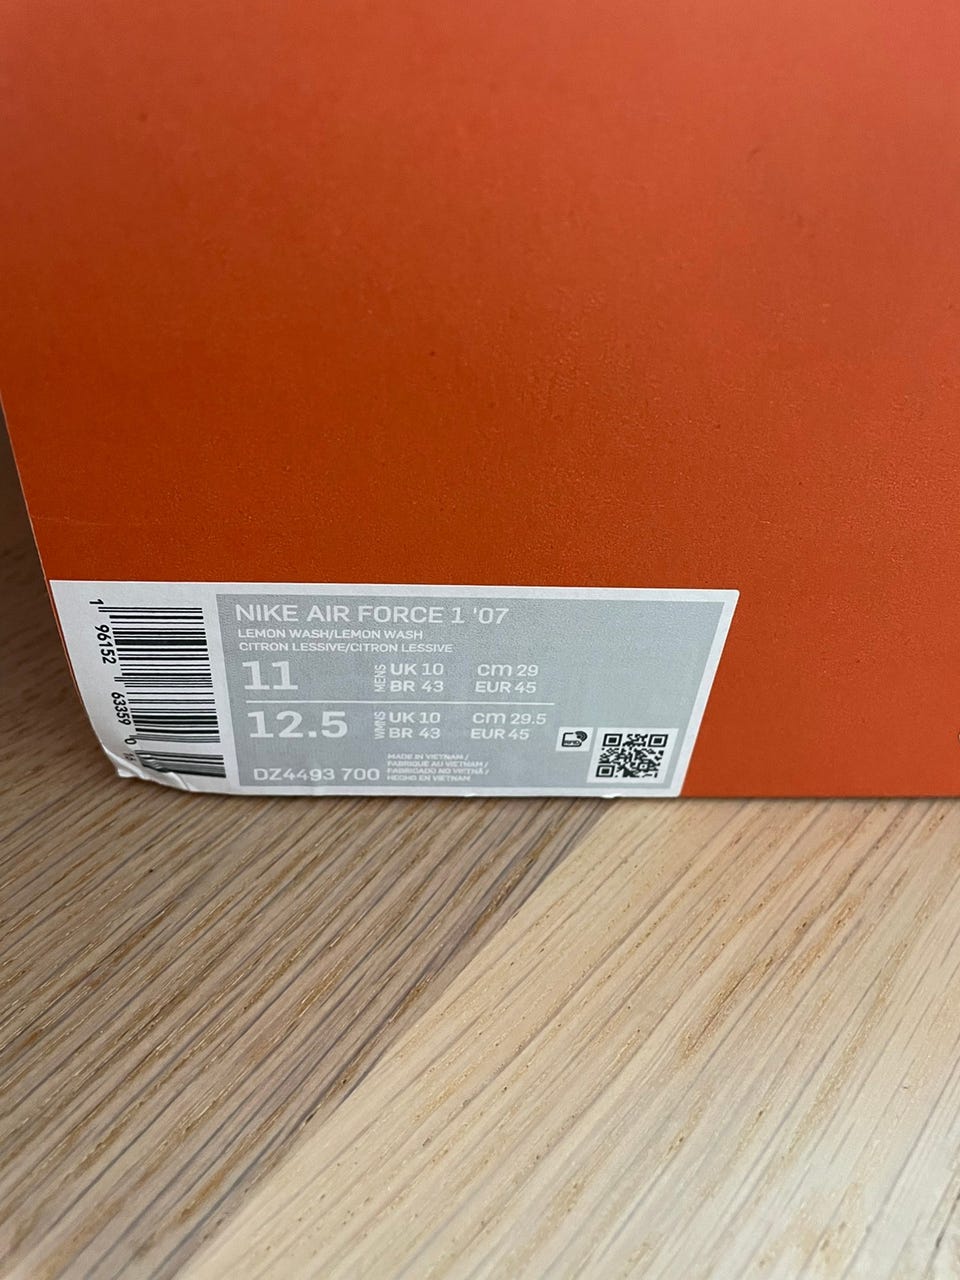 NIKE AIR FORCE 1 '07
LEMON WASH/LEMON WASH
CITRON LESSIVE/CITRON LESSIVE
11 MENS UK 10 CM 29
BR 43 EUR 45
12.5 WMNS UK 10 CM 29.5
BR 43 EUR 45
MADE IN VIETNAM /
FABRIQUÉ AU VIETNAM /
FABRICADO NO VIETNÃ /
HECHO EN VIETNAM
DZ4493 700
RFID
1 96152 63359 0